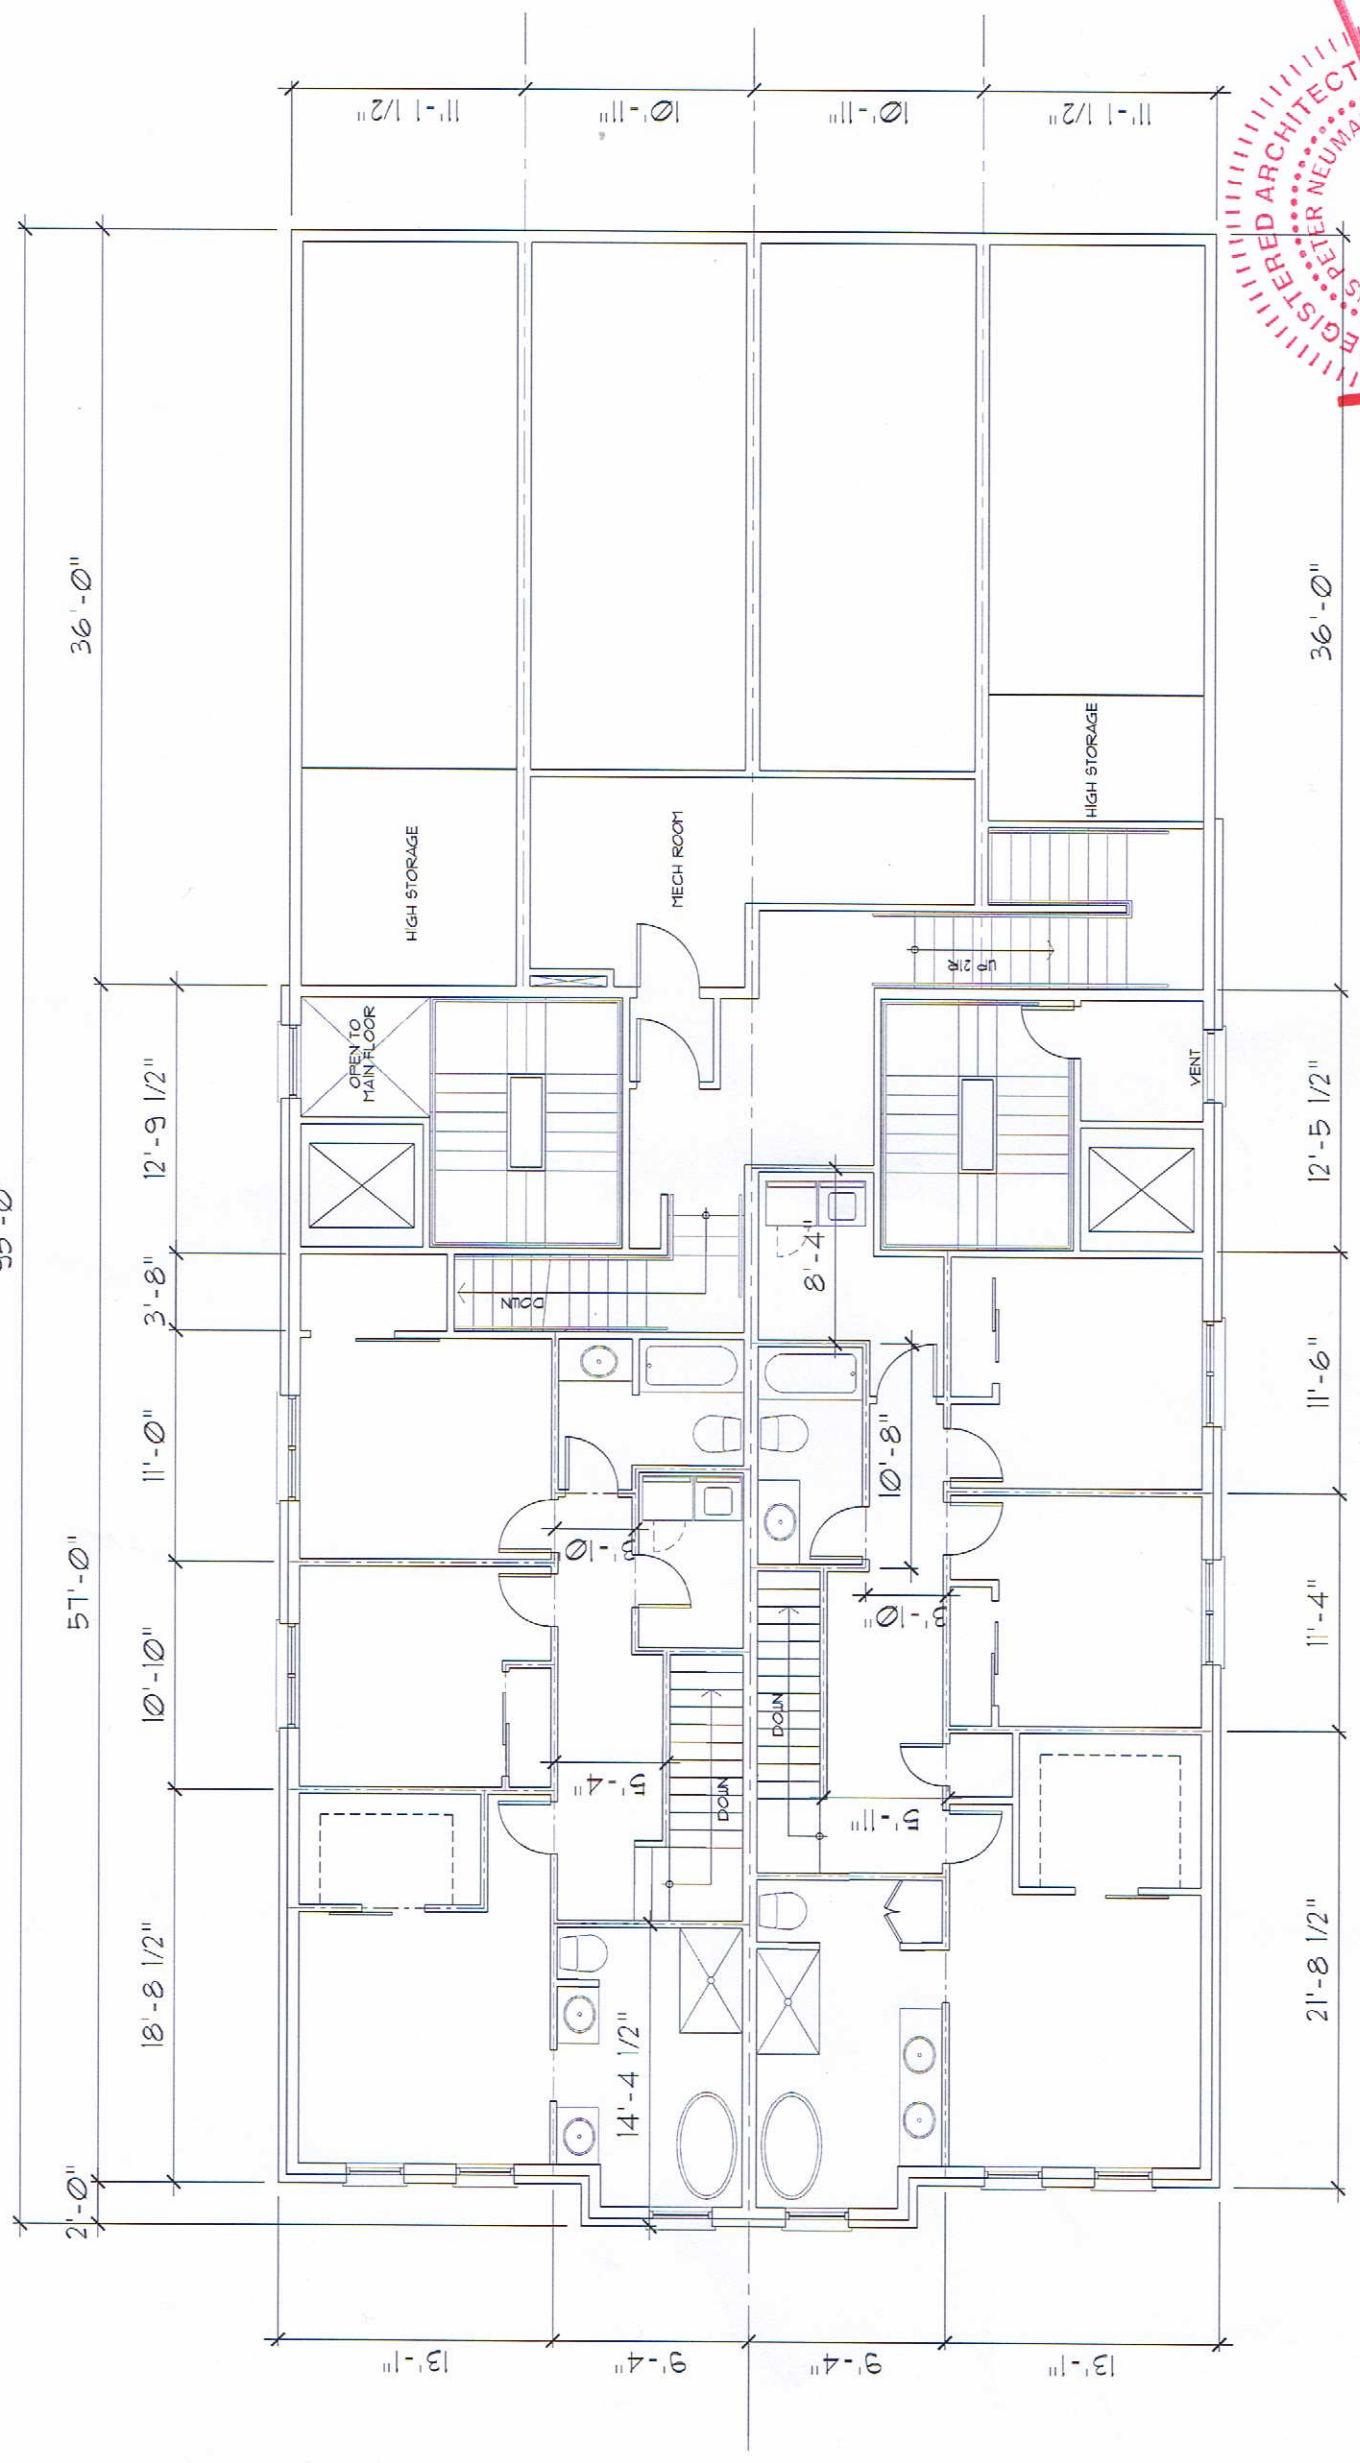 11'-1 1/2"
10'-11"
10'-11"
11'-1 1/2"
36'-0"
57'-0"
2'-0"
12'-9 1/2"
3'-8"
11'-0"
10'-10"
18'-8 1/2"
HIGH STORAGE
MECH ROOM
HIGH STORAGE
OPEN TO
MAIN FLOOR
UP 21R
VENT
DOWN
8'-4"
10'-8"
3'-10"
3'-10"
5'-4"
DOWN
DOWN
5'-11"
14'-4 1/2"
36'-0"
12'-5 1/2"
11'-6"
11'-4"
21'-8 1/2"
13'-1"
9'-4"
9'-4"
13'-1"
EGISTERED ARCHITECT
PETER NEUMA